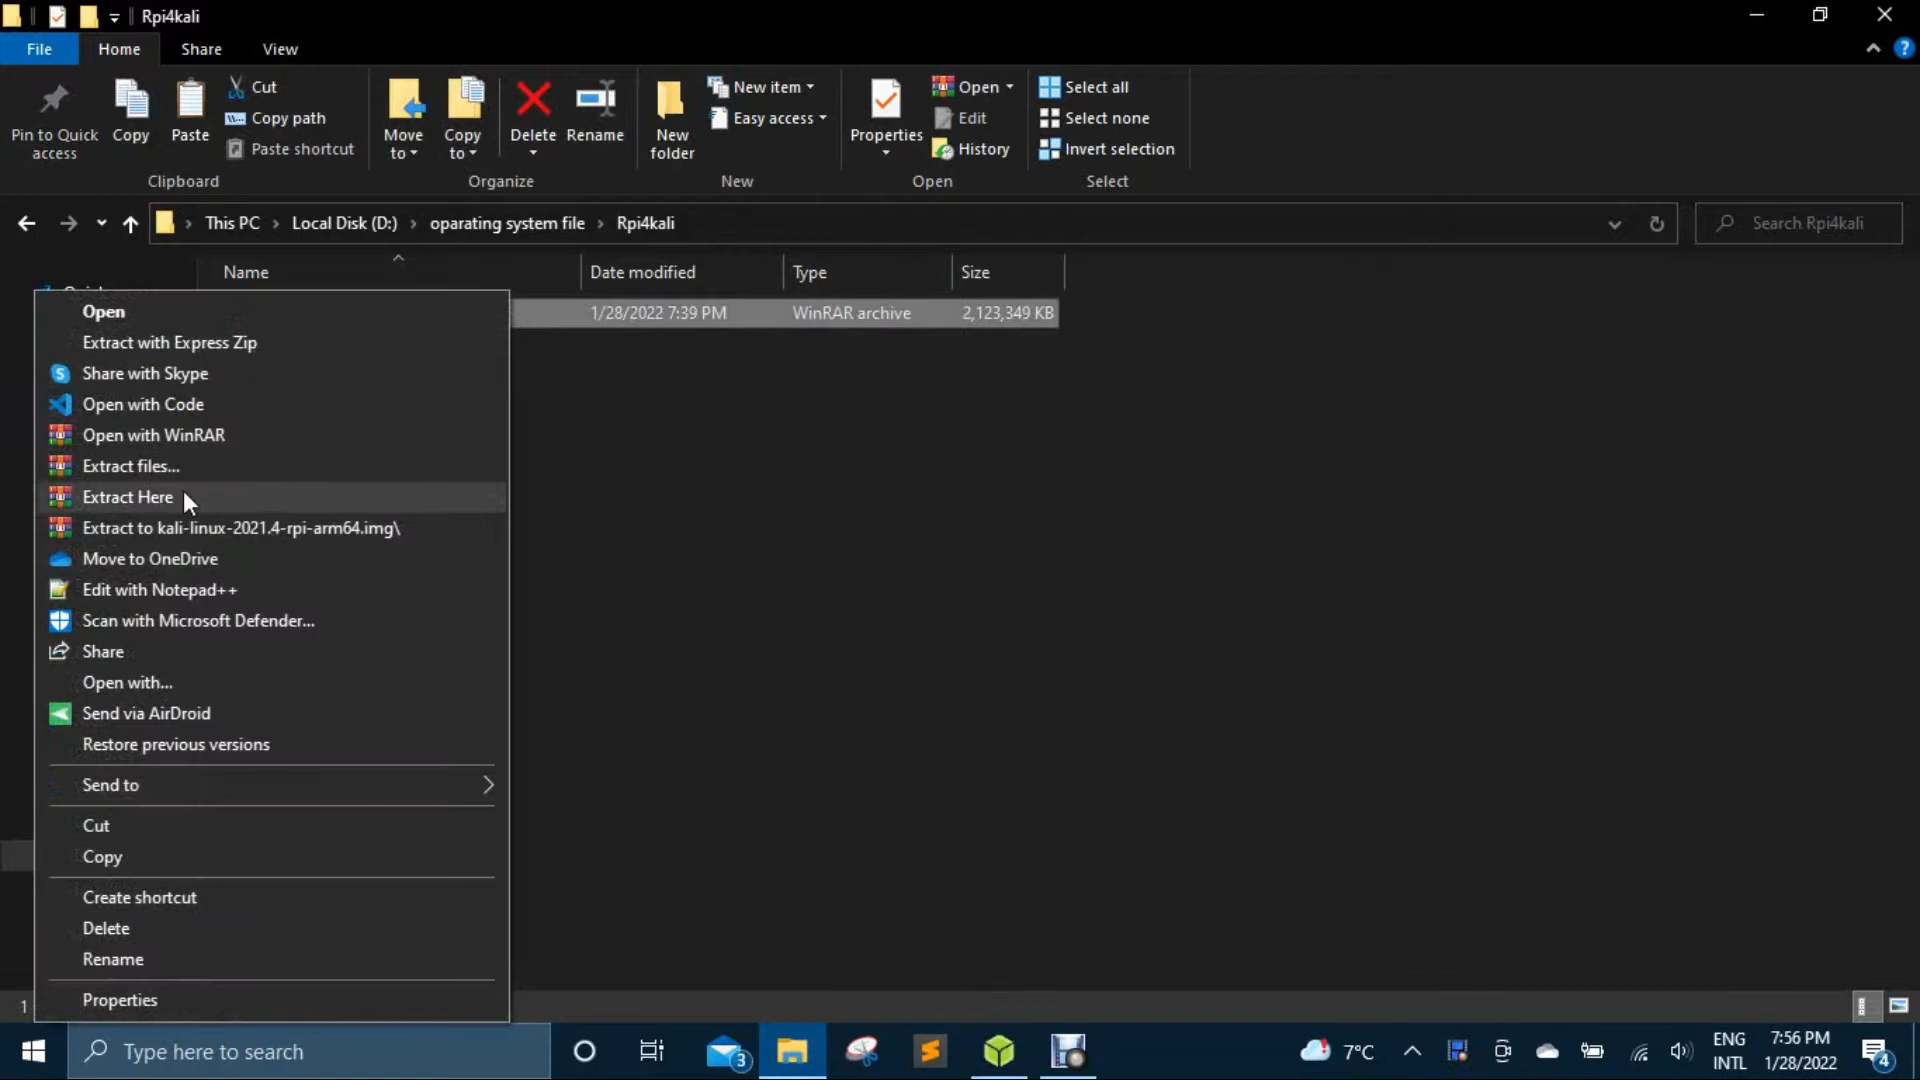 Rpi4kali
File Home Share View
Pin to Quick access
Copy
Paste
Cut
Copy path
Paste shortcut
Clipboard
Move to
Copy to
Delete
Rename
Organize
New folder
New item
Easy access
New
Properties
Open
Edit
History
Open
Select all
Select none
Invert selection
Select
This PC > Local Disk (D:) > oparating system file > Rpi4kali
Search Rpi4kali
Name Date modified Type Size
1/28/2022 7:39 PM WinRAR archive 2,123,349 KB
Open
Extract with Express Zip
Share with Skype
Open with Code
Open with WinRAR
Extract files...
Extract Here
Extract to kali-linux-2021.4-rpi-arm64.img\
Move to OneDrive
Edit with Notepad++
Scan with Microsoft Defender...
Share
Open with...
Send via AirDroid
Restore previous versions
Send to
Cut
Copy
Create shortcut
Delete
Rename
Properties
1
Type here to search
3
7°C
ENG
INTL
7:56 PM
1/28/2022
4